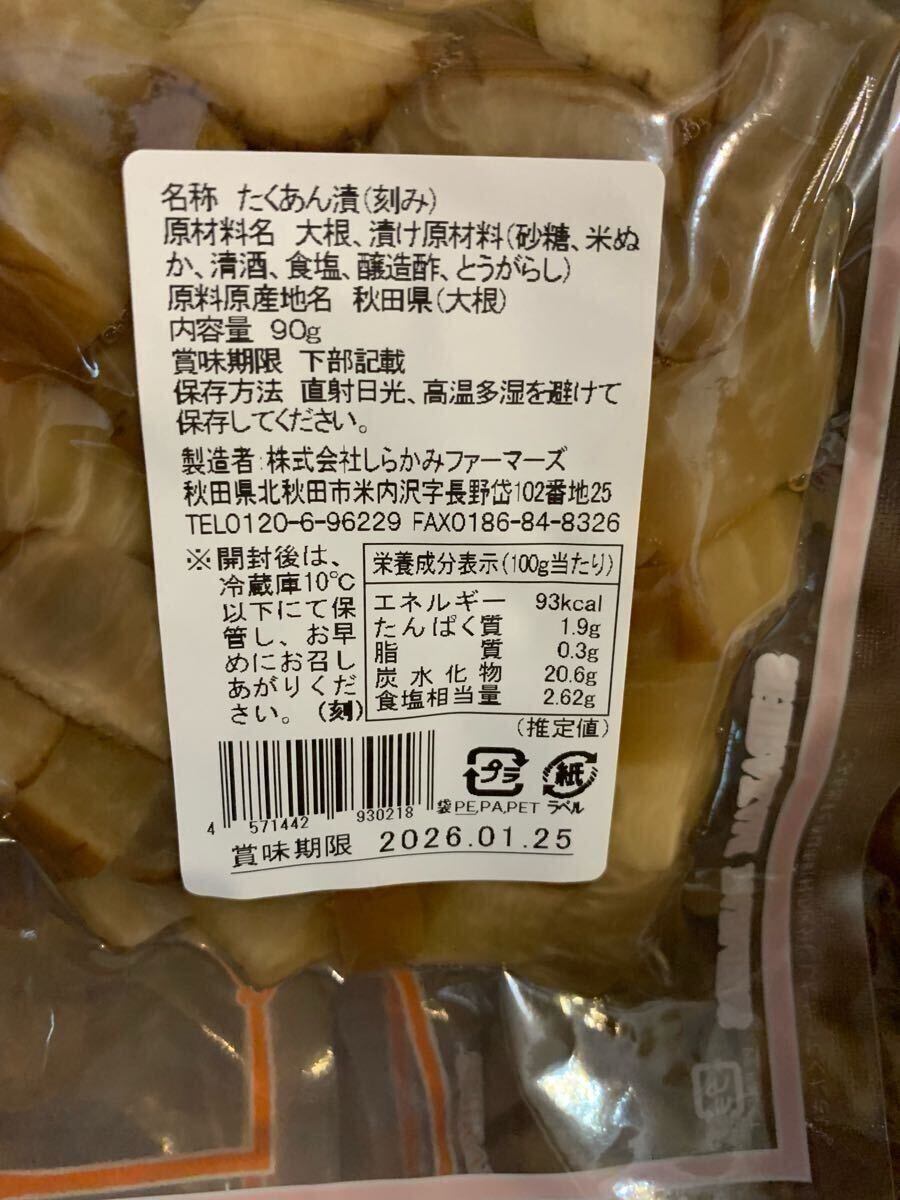 名称 たくあん漬(刻み)
原材料名 大根、漬け原材料(砂糖、米ぬ
か、清酒、食塩、醸造酢、とうがらし)
原料原産地名 秋田県(大根)
内容量 90g
賞味期限 下部記載
保存方法 直射日光、高温多湿を避けて
保存してください。
製造者:株式会社しらかみファーマーズ
秋田県北秋田市米内沢字長野岱102番地25
TEL0120-6-96229 FAX0186-84-8326
※開封後は、
冷蔵庫10℃
以下にて保
管し、お早
めにお召し
あがりくだ
さい。(刻)
栄養成分表示(100g当たり)
エネルギー 93kcal
たんぱく質 1.9g
脂質 0.3g
炭水化物 20.6g
食塩相当量 2.62g
(推定値)
プラ 紙
袋PE,PA,PET ラベル
4 571442 930218
賞味期限 2026.01.25